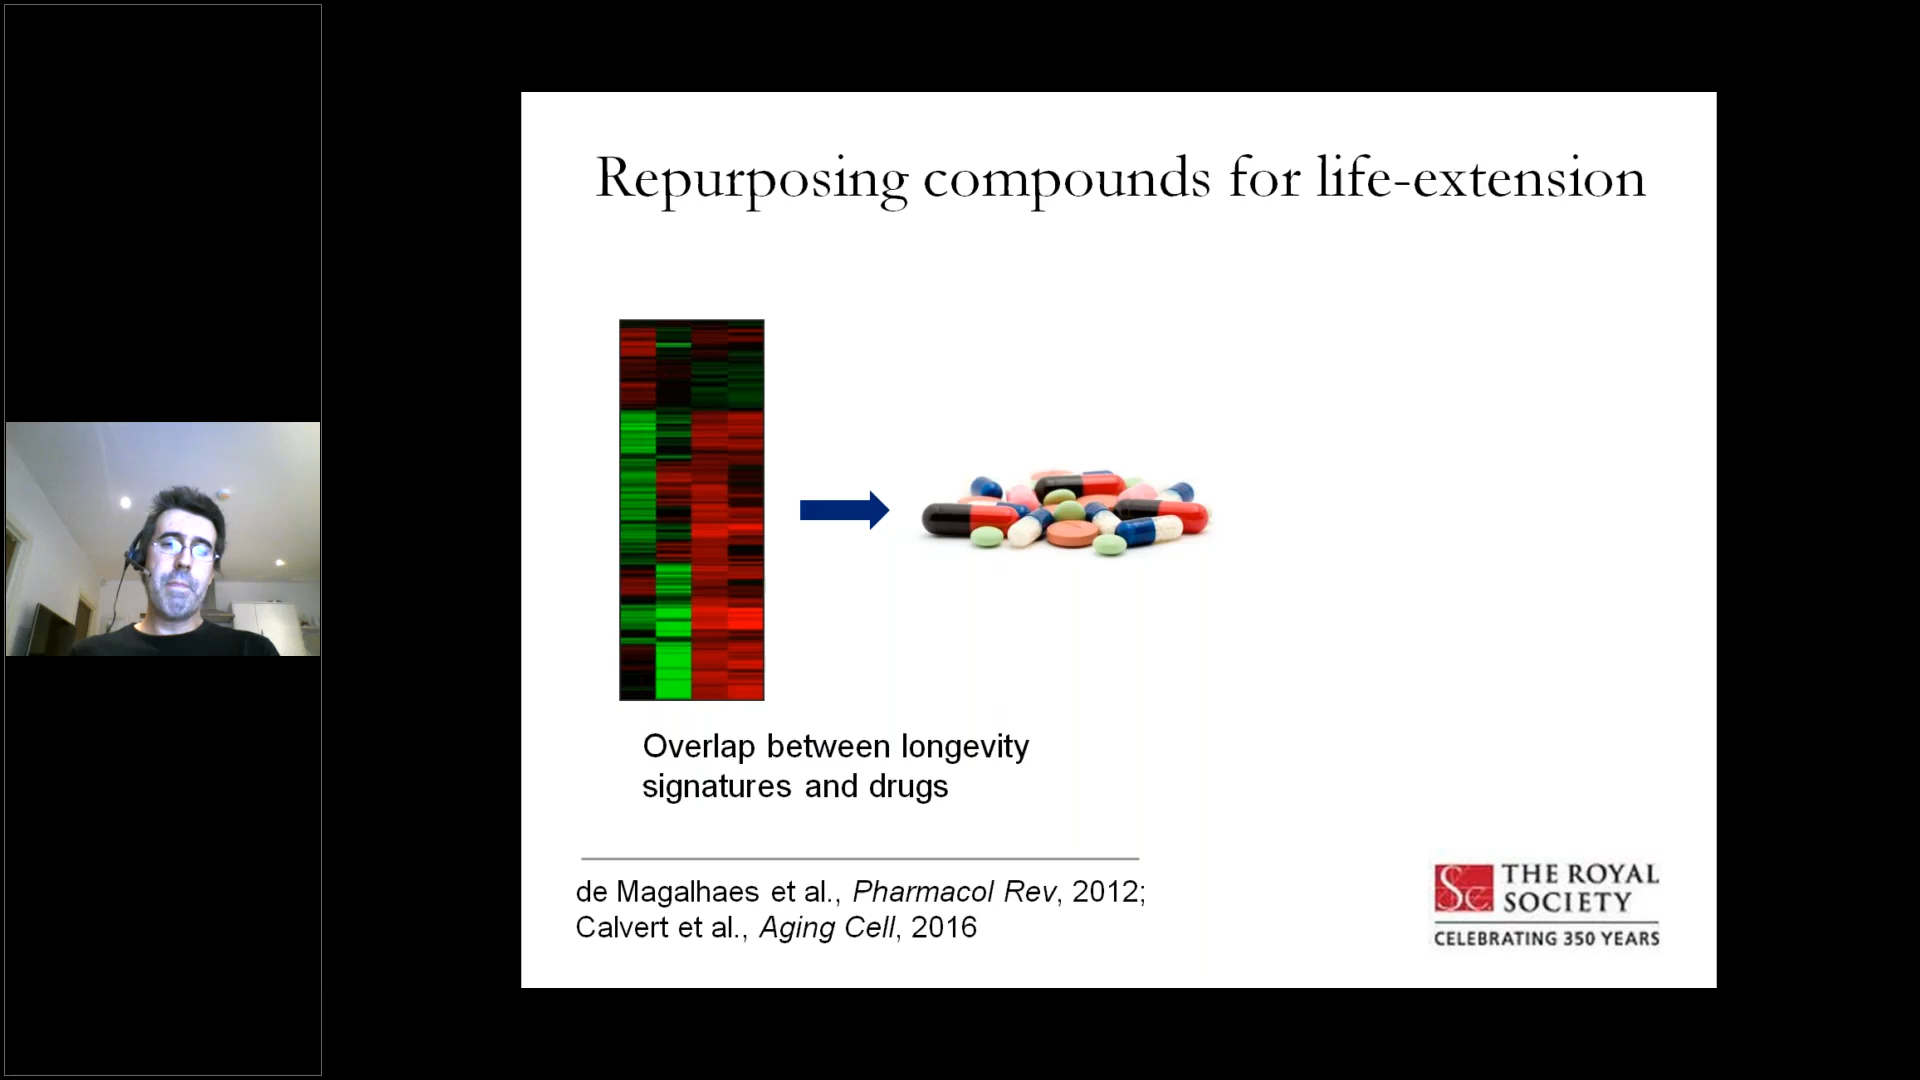 Repurposing compounds for life-extension
Overlap between longevity
signatures and drugs
de Magalhaes et al., Pharmacol Rev, 2012;
Calvert et al., Aging Cell, 2016
THE ROYAL
SOCIETY
CELEBRATING 350 YEARS